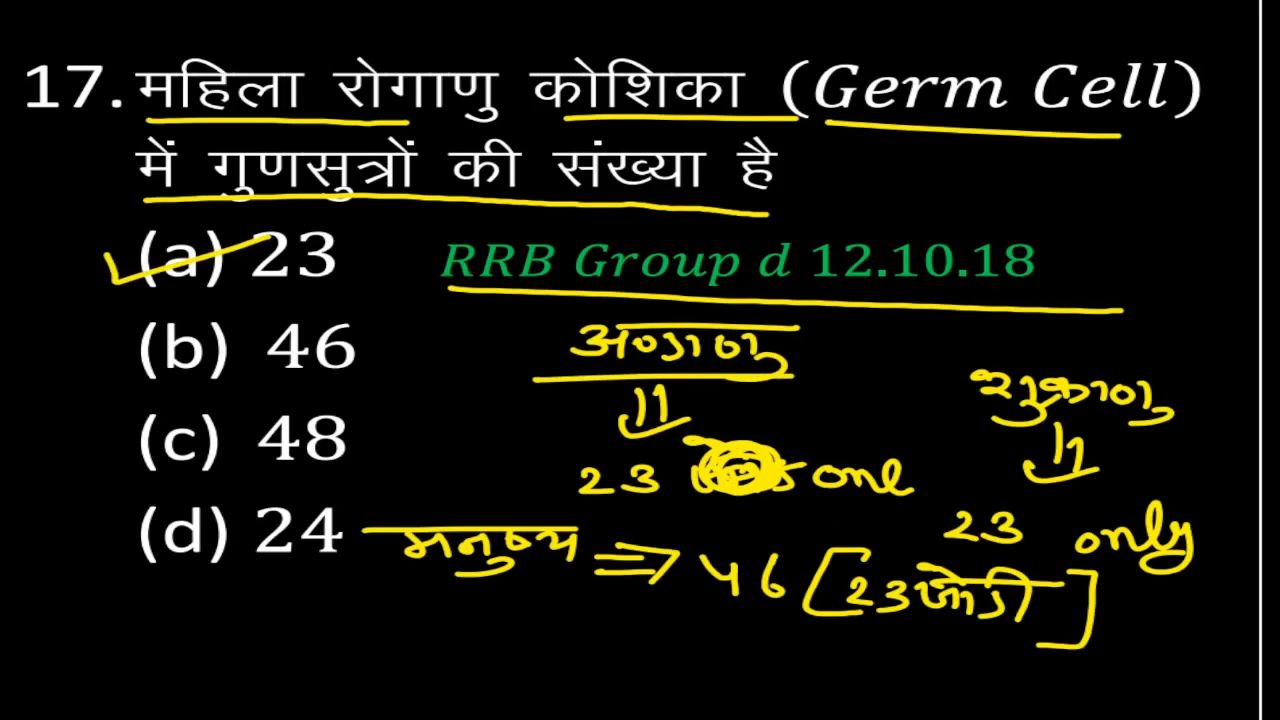 17. महिला रोगाणु कोशिका (Germ Cell)
में गुणसुत्रों की संख्या है
(a) 23 RRB Group d 12.10.18
(b) 46 अण्डाणु
(c) 48 शुक्राणु
23 one
(d) 24 23 only
मनुष्य ⇒ 46 [23 जोडी]